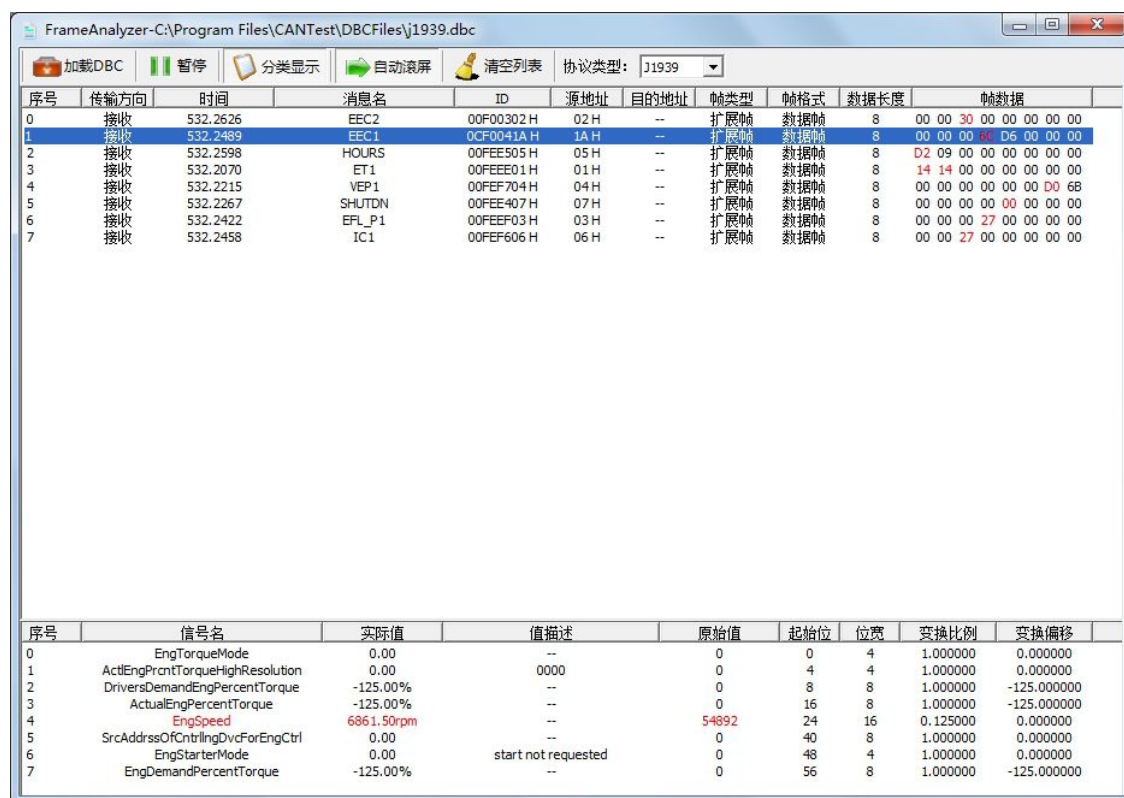 FrameAnalyzer-C:\Program Files\CANTest\DBCFiles\j1939.dbc
加载DBC 暂停 分类显示 自动滚屏 清空列表 协议类型: J1939
序号 传输方向 时间 消息名 ID 源地址 目的地址 帧类型 帧格式 数据长度 帧数据
0 接收 532.2626 EEC2 00F00302 H 02 H -- 扩展帧 数据帧 8 00 00 30 00 00 00 00 00
1 接收 532.2489 EEC1 0CF0041A H 1A H -- 扩展帧 数据帧 8 00 00 00 6C D6 00 00 00
2 接收 532.2598 HOURS 00FEE505 H 05 H -- 扩展帧 数据帧 8 D2 09 00 00 00 00 00 00
3 接收 532.2070 ET1 00FEEE01 H 01 H -- 扩展帧 数据帧 8 14 14 00 00 00 00 00 00
4 接收 532.2215 VEP1 00FEF704 H 04 H -- 扩展帧 数据帧 8 00 00 00 00 00 00 D0 6B
5 接收 532.2267 SHUTDN 00FEE407 H 07 H -- 扩展帧 数据帧 8 00 00 00 00 00 00 00 00
6 接收 532.2422 EFL_P1 00FEEF03 H 03 H -- 扩展帧 数据帧 8 00 00 00 27 00 00 00 00
7 接收 532.2458 IC1 00FEF606 H 06 H -- 扩展帧 数据帧 8 00 00 27 00 00 00 00 00
序号 信号名 实际值 值描述 原始值 起始位 位宽 变换比例 变换偏移
0 EngTorqueMode 0.00 -- 0 0 4 1.000000 0.000000
1 ActlEngPrcntTorqueHighResolution 0.00 0000 0 4 4 1.000000 0.000000
2 DriversDemandEngPercentTorque -125.00% -- 0 8 8 1.000000 -125.000000
3 ActualEngPercentTorque -125.00% -- 0 16 8 1.000000 -125.000000
4 EngSpeed 6861.50rpm -- 54892 24 16 0.125000 0.000000
5 SrcAddrssOfCntrllngDvcForEngCtrl 0.00 -- 0 40 8 1.000000 0.000000
6 EngStarterMode 0.00 start not requested 0 48 4 1.000000 0.000000
7 EngDemandPercentTorque -125.00% -- 0 56 8 1.000000 -125.000000